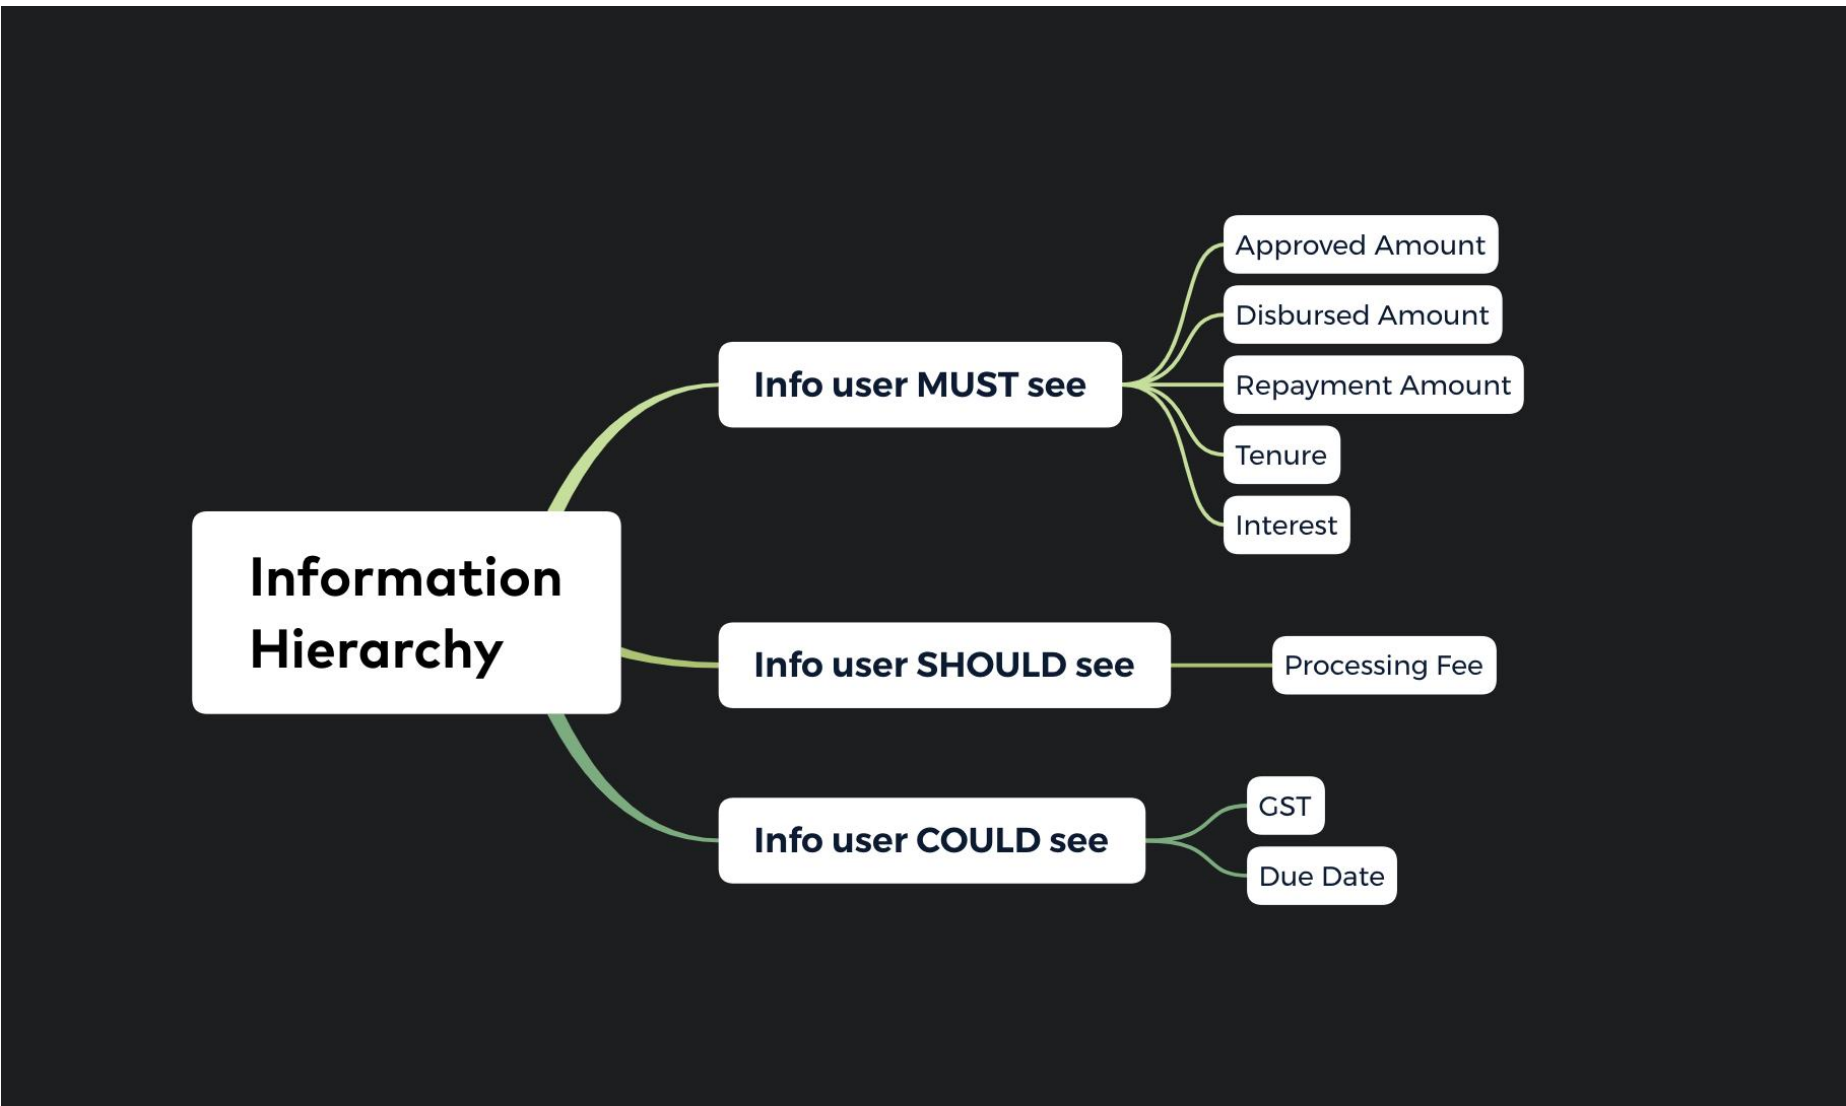 Information
Hierarchy
Info user MUST see
Approved Amount
Disbursed Amount
Repayment Amount
Tenure
Interest
Info user SHOULD see
Processing Fee
Info user COULD see
GST
Due Date